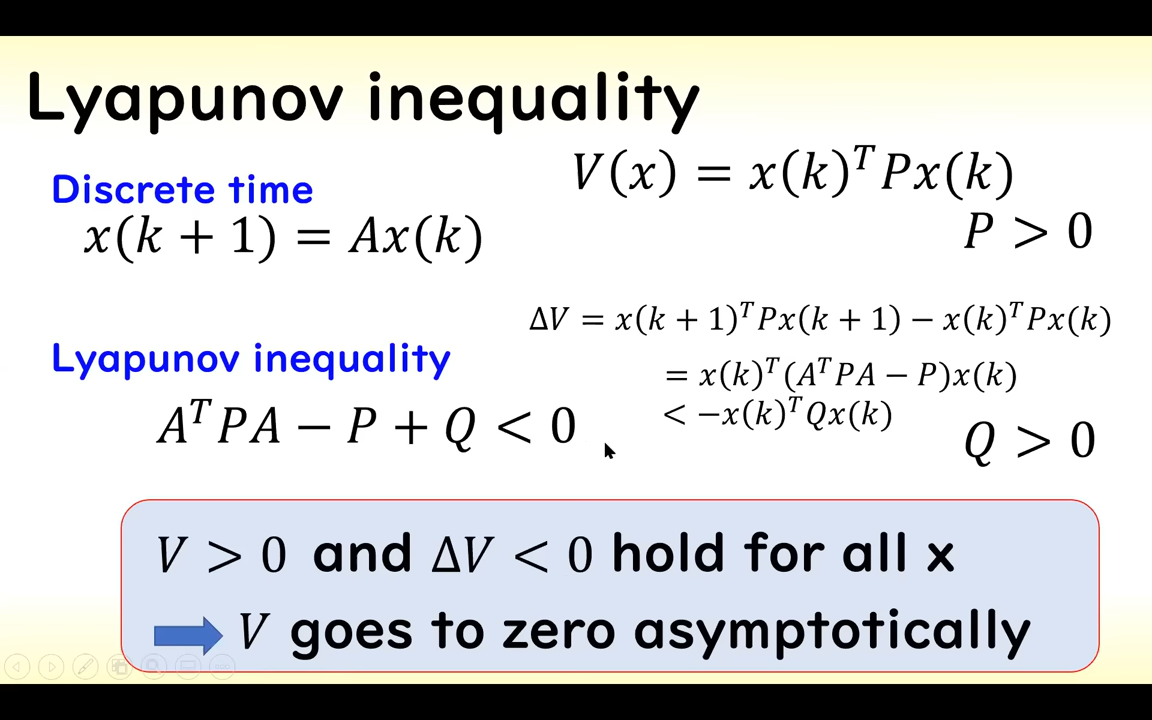 Lyapunov inequality
Discrete time
x(k + 1) = Ax(k)
V(x) = x(k)^T Px(k)
P > 0
ΔV = x(k + 1)^T Px(k + 1) − x(k)^T Px(k)
= x(k)^T (A^T PA − P)x(k)
< −x(k)^T Qx(k)
Q > 0
Lyapunov inequality
A^T PA − P + Q < 0
V > 0 and ΔV < 0 hold for all x
V goes to zero asymptotically